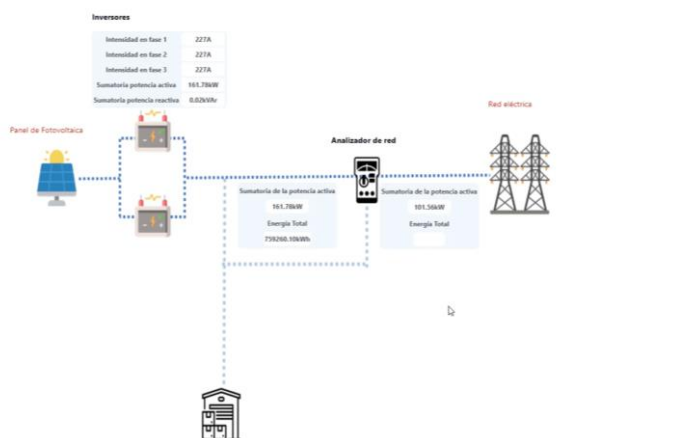 Inversores
Intensidad en fase 1 227A
Intensidad en fase 2 227A
Intensidad en fase 3 227A
Sumatoria potencia activa 161.78kW
Sumatoria potencia reactiva 0.02kVAr
Red eléctrica
Panel de Fotovoltaica
Analizador de red
Sumatoria de la potencia activa
161.78kW
Energía Total
759260.10kWh
Sumatoria de la potencia activa
101.56kW
Energía Total